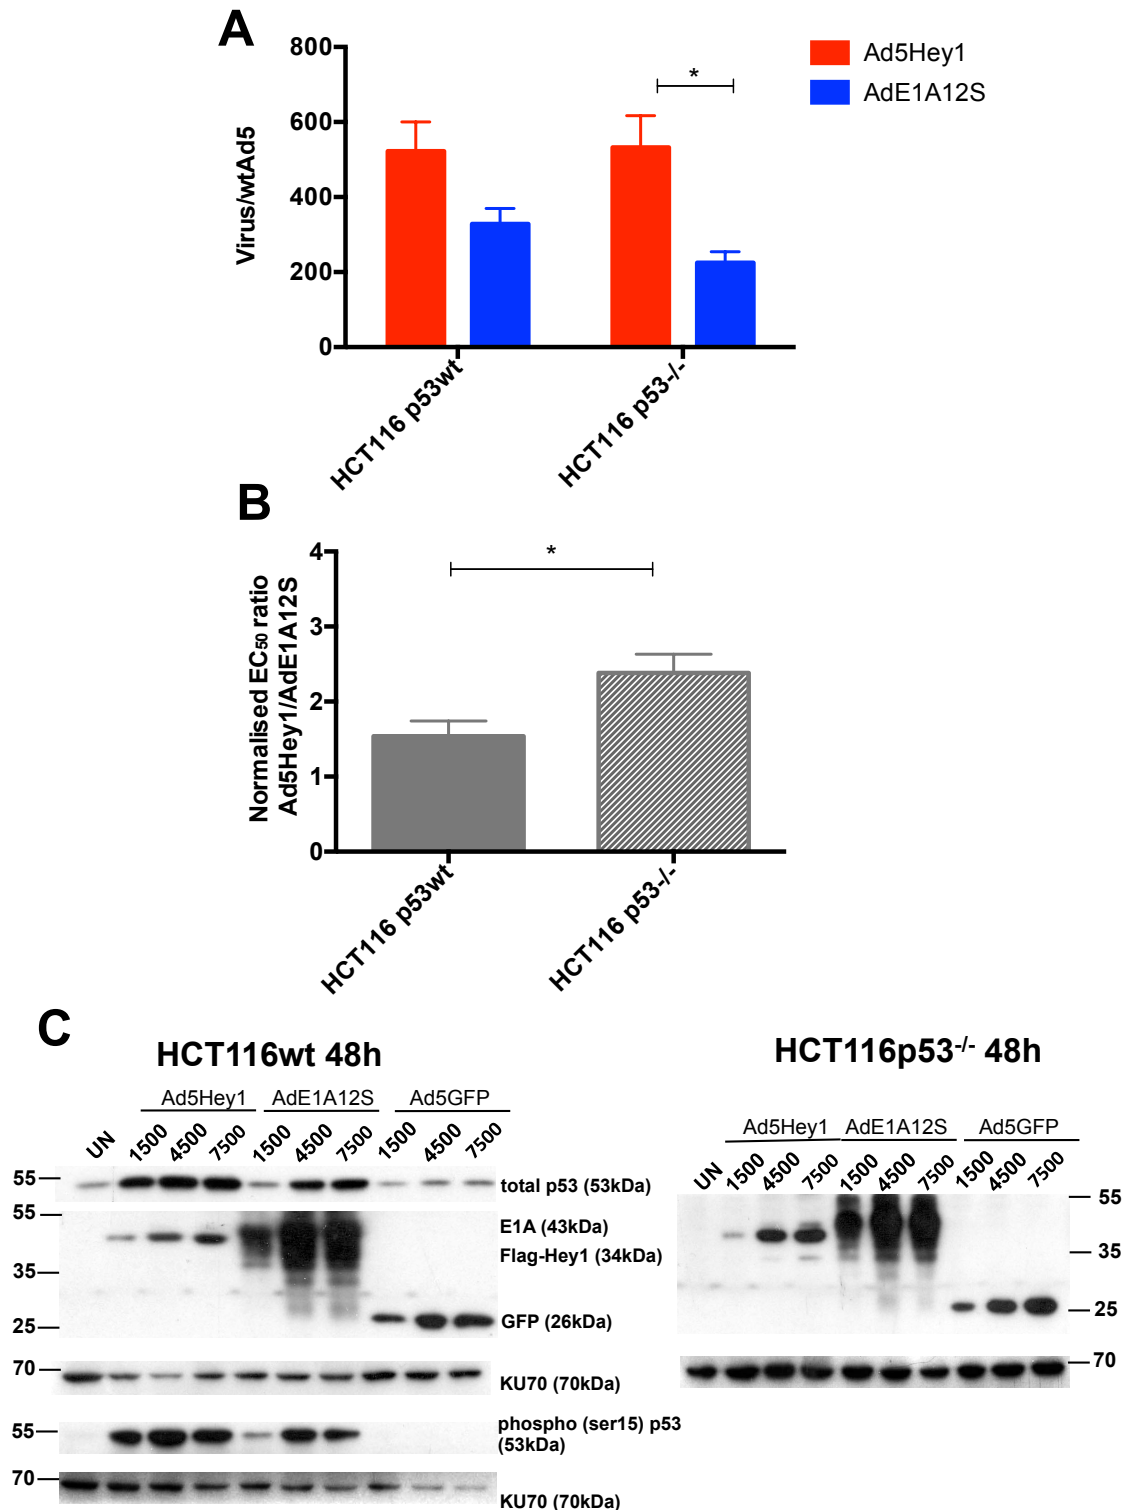 A
800
600
400
200
0
Virus/wtAd5
*
Ad5Hey1
AdE1A12S
HCT116 p53wt
HCT116 p53-/-
B
4
3
2
1
0
Normalised EC₅₀ ratio
Ad5Hey1/AdE1A12S
*
HCT116 p53wt
HCT116 p53-/-
C
HCT116wt 48h
Ad5Hey1 AdE1A12S Ad5GFP
UN 1500 4500 7500 1500 4500 7500 1500 4500 7500
55
total p53 (53kDa)
55
E1A (43kDa)
Flag-Hey1 (34kDa)
35
25
GFP (26kDa)
70
KU70 (70kDa)
55
phospho (ser15) p53
(53kDa)
70
KU70 (70kDa)
HCT116p53⁻/⁻ 48h
Ad5Hey1 AdE1A12S Ad5GFP
UN 1500 4500 7500 1500 4500 7500 1500 4500 7500
55
35
25
70